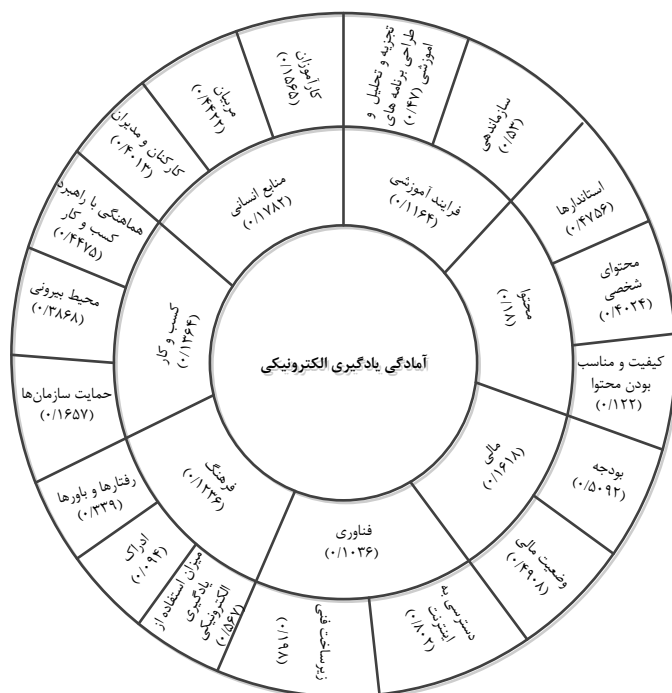 آمادگی یادگیری الکترونیکی
فرایند آموزشی
(۰/۱۱۶۴)
محتوا
(۰/۱۸)
مالی
(۰/۱۶۱۸)
فناوری
(۰/۱۰۳۶)
فرهنگ
(۰/۱۲۳۶)
کسب و کار
(۰/۱۳۶۴)
منابع انسانی
(۰/۱۷۸۲)
تجزیه و تحلیل و
طراحی برنامه های
آموزشی (۰/۴۷)
سازماندهی
(۰/۵۳)
استاندارها
(۰/۴۷۵۶)
محتوای
شخصی
(۰/۴۰۲۴)
کیفیت و مناسب
بودن محتوا
(۰/۱۲۲)
بودجه
(۰/۵۰۹۲)
وضعیت مالی
(۰/۴۹۰۸)
دسترسی به
اینترنت
(۰/۸۰۲)
زیرساخت فنی
(۰/۷۹۱)
میزان استفاده از
یادگیری
الکترونیکی
(۰/۵۶۷)
ادراک
(۰/۰۹۴)
رفتارها و باورها
(۰/۳۳۹)
حمایت سازمان‌ها
(۰/۱۶۵۷)
محیط بیرونی
(۰/۳۸۶۸)
هماهنگی با راهبرد
کسب و کار
(۰/۴۴۷۵)
کارکنان و مدیران
(۰/۴۰۱۳)
مربیان
(۰/۴۴۲۲)
کارآموزان
(۰/۱۵۶۵)